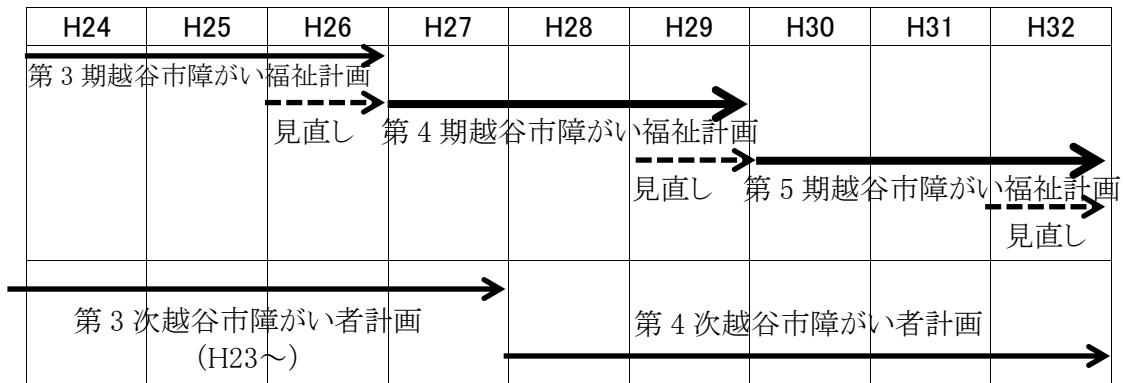 H24 H25 H26 H27 H28 H29 H30 H31 H32
第3期越谷市障がい福祉計画
見直し 第4期越谷市障がい福祉計画
見直し 第5期越谷市障がい福祉計画
見直し
第3次越谷市障がい者計画
(H23～)
第4次越谷市障がい者計画